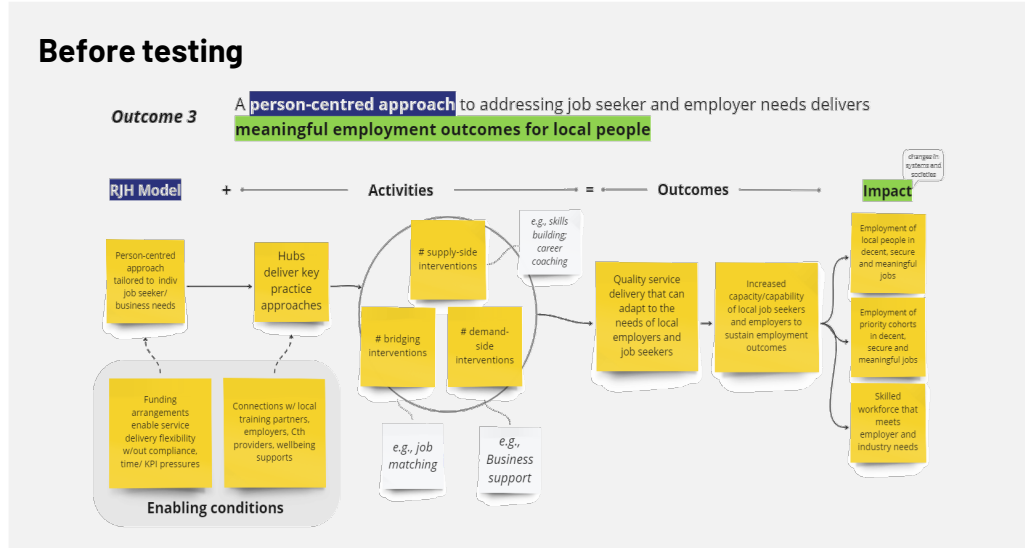 Before testing
Outcome 3
A person-centred approach to addressing job seeker and employer needs delivers
meaningful employment outcomes for local people
changes in
systems and
societies
RJH Model + Activities = Outcomes Impact
Person-centred
approach
tailored to indiv
job seeker/
business needs
Hubs
deliver key
practice
approaches
# supply-side
interventions
e.g., skills
building;
career
coaching
# bridging
interventions
# demand-
side
interventions
e.g., job
matching
e.g.,
Business
support
Quality service
delivery that can
adapt to the
needs of local
employers and
job seekers
Increased
capacity/capability
of local job seekers
and employers to
sustain employment
outcomes
Employment of
local people in
decent, secure
and meaningful
jobs
Employment of
priority cohorts
in decent,
secure and
meaningful jobs
Skilled
workforce that
meets
employer and
industry needs
Funding
arrangements
enable service
delivery flexibility
w/out compliance,
time/ KPI pressures
Connections w/ local
training partners,
employers, Cth
providers, wellbeing
supports
Enabling conditions